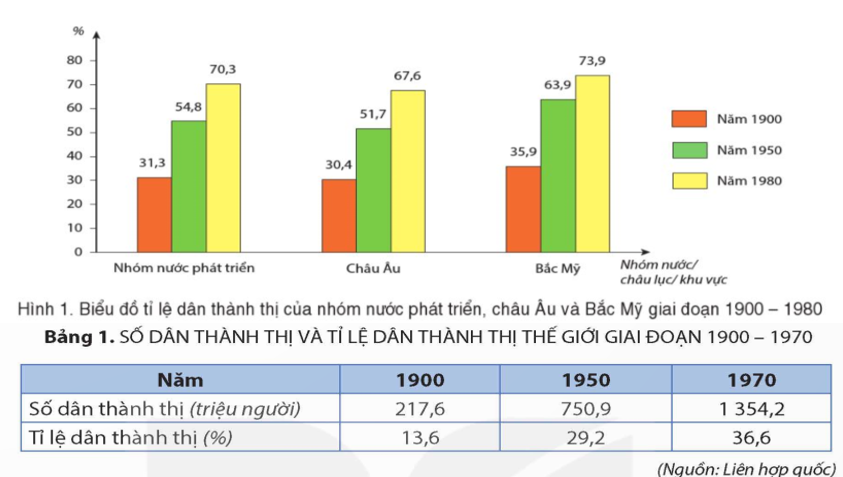 %
80
70
60
50
40
30
20
10
0
31,3
54,8
70,3
30,4
51,7
67,6
35,9
63,9
73,9
Năm 1900
Năm 1950
Năm 1980
Nhóm nước phát triển
Châu Âu
Bắc Mỹ
Nhóm nước/
châu lục/ khu vực
Hình 1. Biểu đồ tỉ lệ dân thành thị của nhóm nước phát triển, châu Âu và Bắc Mỹ giai đoạn 1900 – 1980
Bảng 1. SỐ DÂN THÀNH THỊ VÀ TỈ LỆ DÂN THÀNH THỊ THẾ GIỚI GIAI ĐOẠN 1900 – 1970
Năm 1900 1950 1970
Số dân thành thị (triệu người) 217,6 750,9 1 354,2
Tỉ lệ dân thành thị (%) 13,6 29,2 36,6
(Nguồn: Liên hợp quốc)